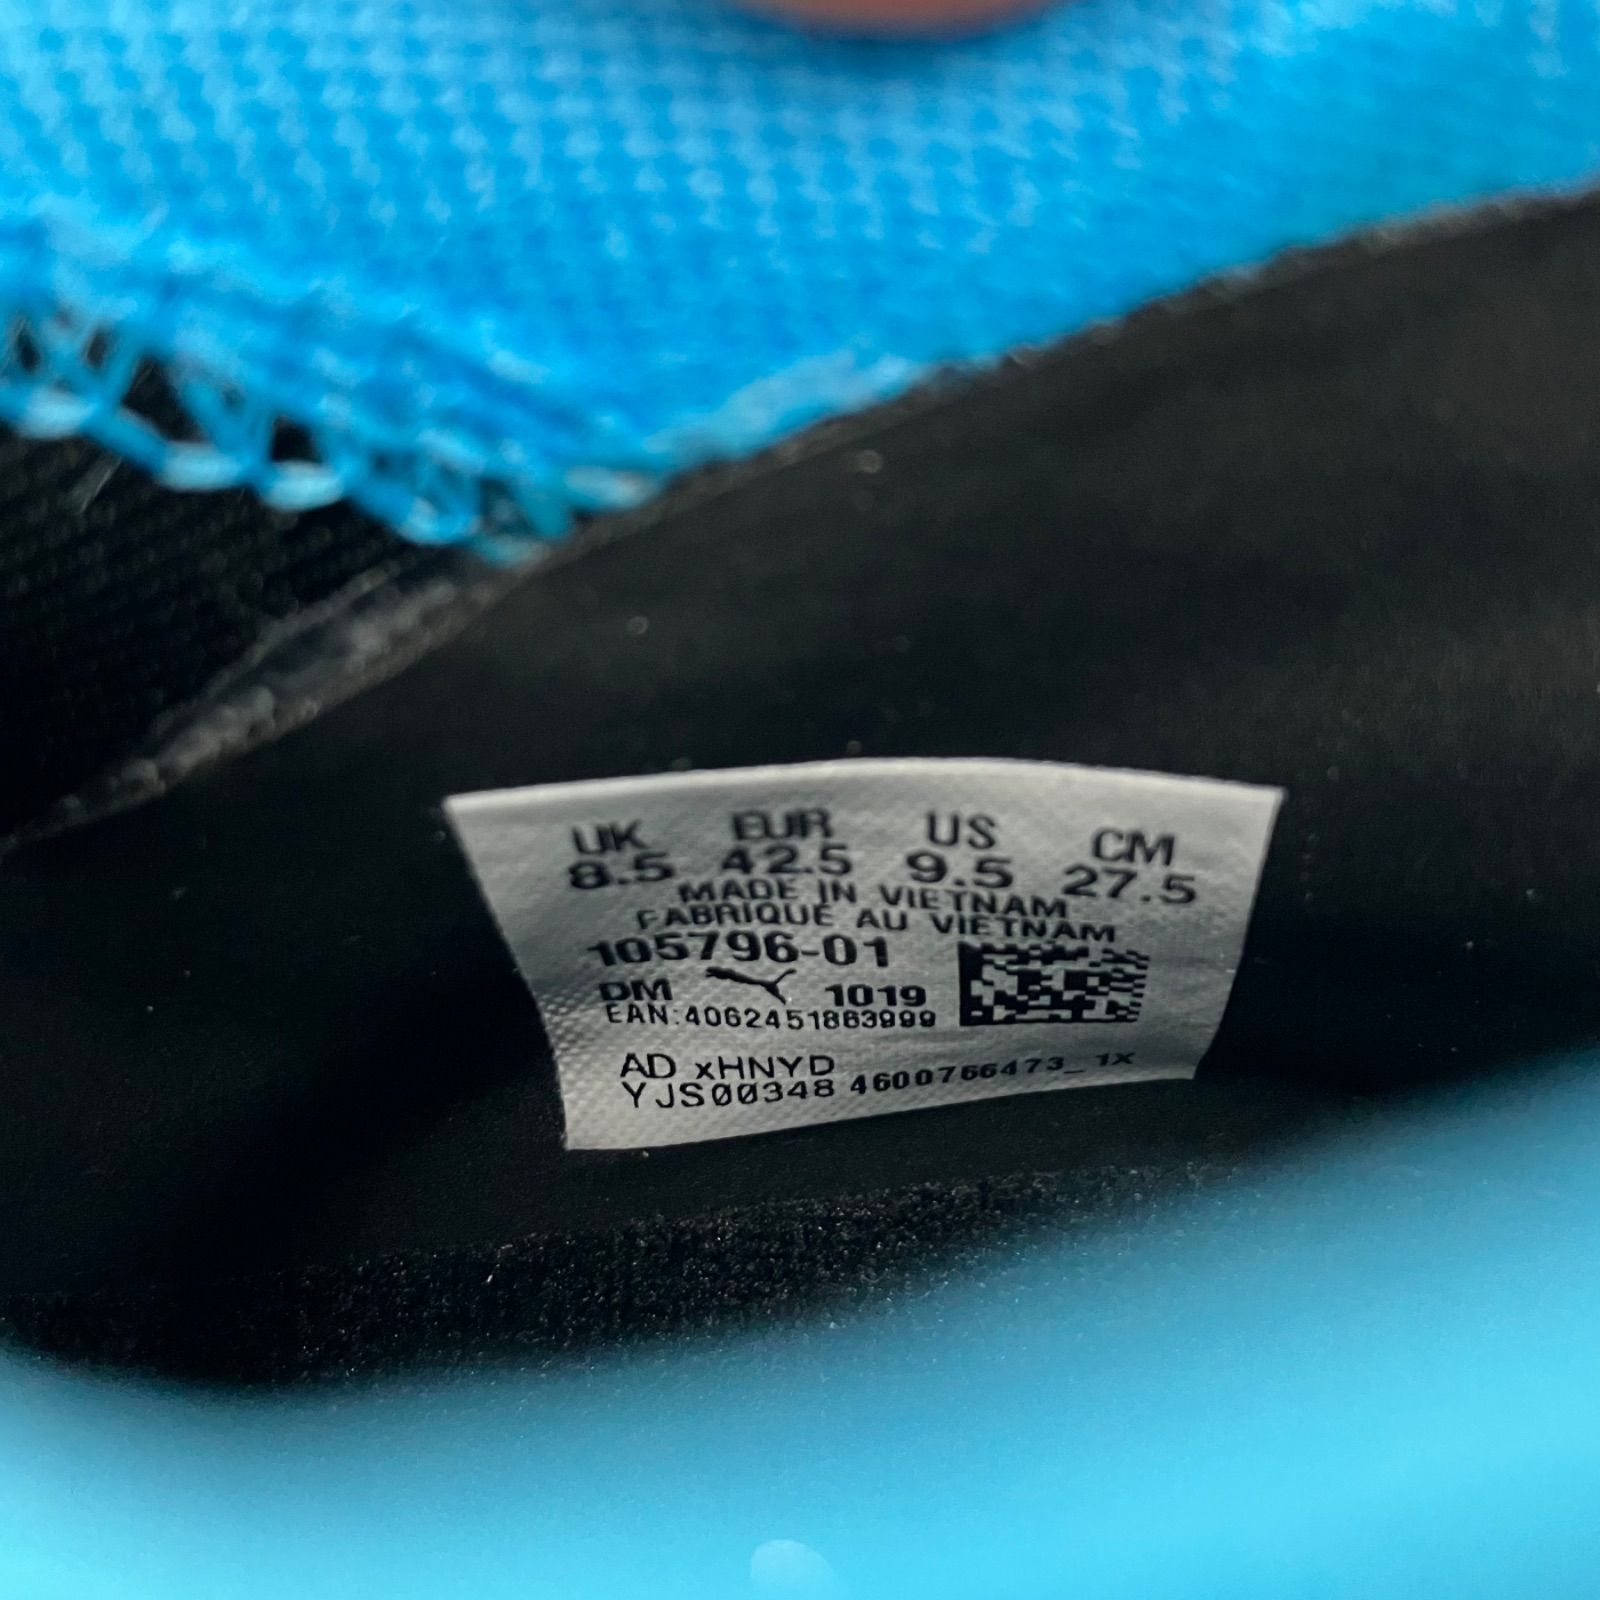 UK EUR US CM
8.5 42.5 9.5 27.5
MADE IN VIETNAM
FABRIQUÉ AU VIETNAM
105796-01
DM 1019
EAN:4062451863999
AD xHNYD
YJS00348 4600766473_1X